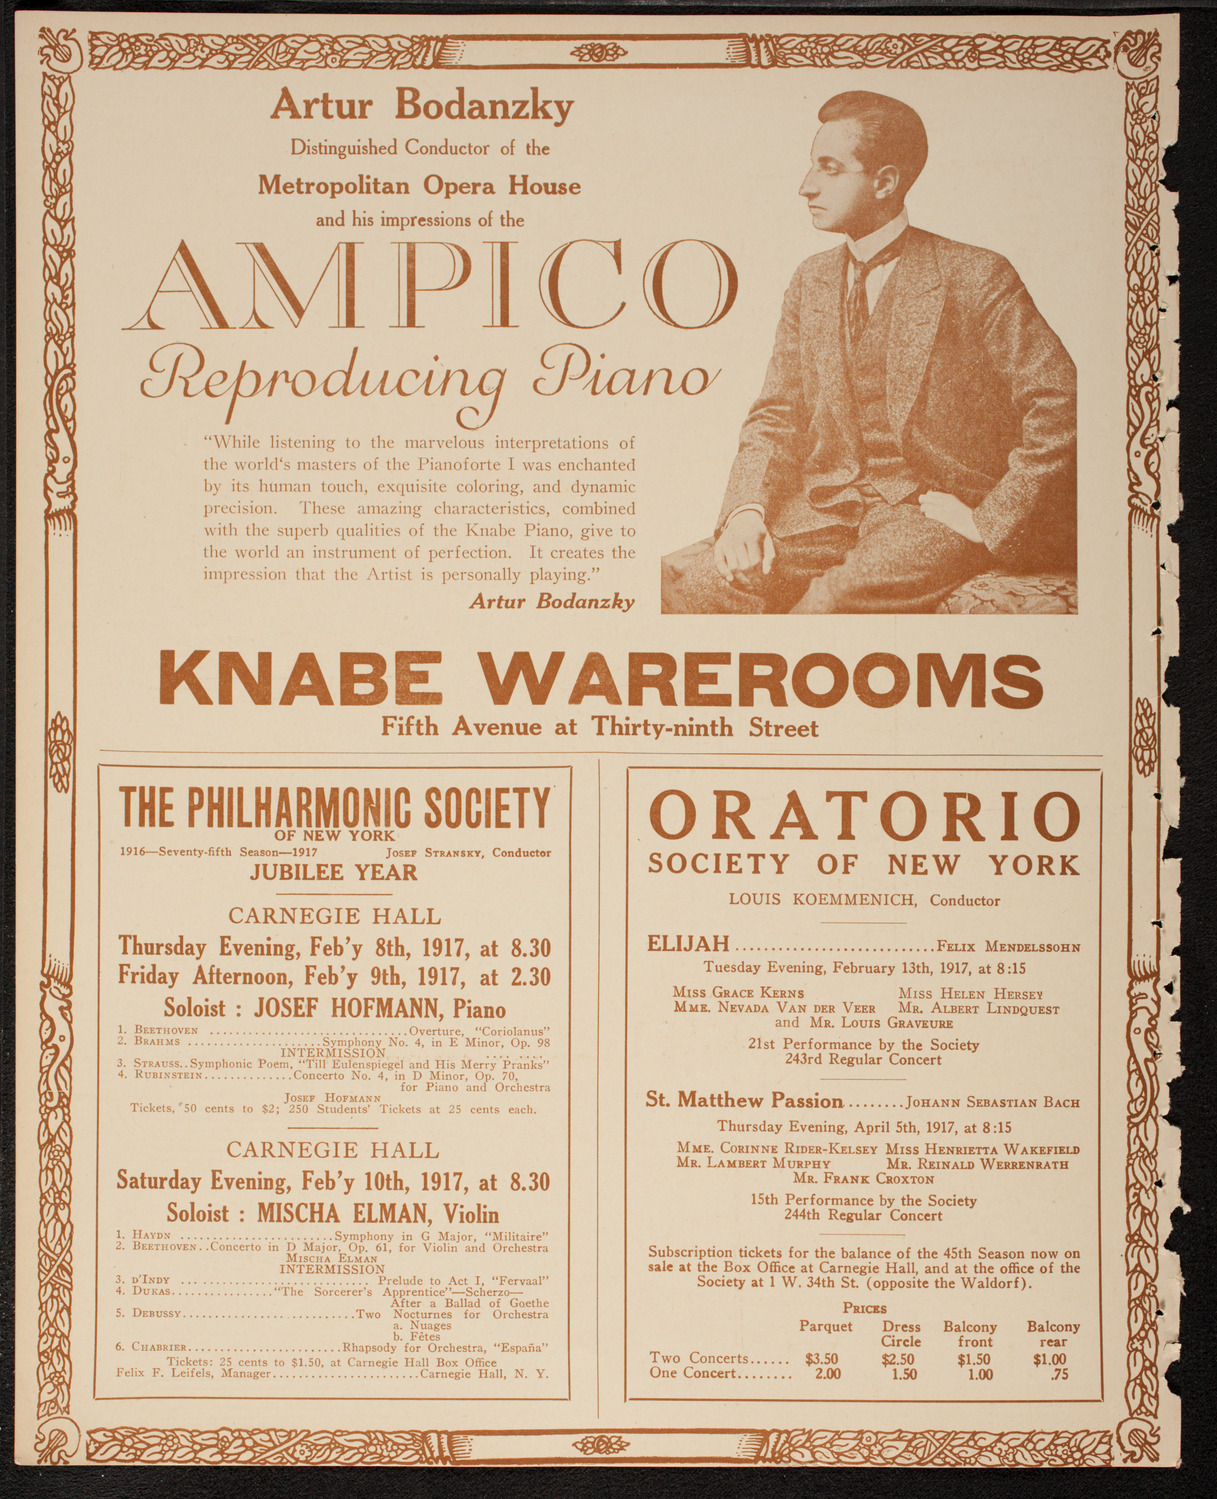 Artur Bodanzky
Distinguished Conductor of the
Metropolitan Opera House
and his impressions of the
AMPICO
Reproducing Piano
“While listening to the marvelous interpretations of
the world‘s masters of the Pianoforte I was enchanted
by its human touch, exquisite coloring, and dynamic
precision. These amazing characteristics, combined
with the superb qualities of the Knabe Piano, give to
the world an instrument of perfection. It creates the
impression that the Artist is personally playing.”
Artur Bodanzky
KNABE WAREROOMS
Fifth Avenue at Thirty-ninth Street
THE PHILHARMONIC SOCIETY
OF NEW YORK
1916—Seventy-fifth Season—1917 JOSEF STRANSKY, Conductor
JUBILEE YEAR
CARNEGIE HALL
Thursday Evening, Feb’y 8th, 1917, at 8.30
Friday Afternoon, Feb’y 9th, 1917, at 2.30
Soloist : JOSEF HOFMANN, Piano
1. BEETHOVEN ..............................Overture, “Coriolanus”
2. BRAHMS ....................Symphony No. 4, in E Minor, Op. 98
INTERMISSION
3. STRAUSS..Symphonic Poem, “Till Eulenspiegel and His Merry Pranks”
4. RUBINSTEIN.............Concerto No. 4, in D Minor, Op. 70,
for Piano and Orchestra
JOSEF HOFMANN
Tickets, 50 cents to $2; 250 Students’ Tickets at 25 cents each.
CARNEGIE HALL
Saturday Evening, Feb’y 10th, 1917, at 8.30
Soloist : MISCHA ELMAN, Violin
1. HAYDN .......................Symphony in G Major, “Militaire”
2. BEETHOVEN..Concerto in D Major, Op. 61, for Violin and Orchestra
MISCHA ELMAN
INTERMISSION
3. D’INDY ............................ Prelude to Act I, “Fervaal”
4. DUKAS...............“The Sorcerer’s Apprentice”—Scherzo—
After a Ballad of Goethe
5. DEBUSSY..........................Two Nocturnes for Orchestra
a. Nuages
b. Fêtes
6. CHABRIER.......................Rhapsody for Orchestra, “España”
Tickets: 25 cents to $1.50, at Carnegie Hall Box Office
Felix F. Leifels, Manager......................Carnegie Hall, N. Y.
ORATORIO
SOCIETY OF NEW YORK
LOUIS KOEMMENICH, Conductor
ELIJAH ...........................FELIX MENDELSSOHN
Tuesday Evening, February 13th, 1917, at 8:15
MISS GRACE KERNS MISS HELEN HERSEY
MME. NEVADA VAN DER VEER MR. ALBERT LINDQUEST
and MR. LOUIS GRAVEURE
21st Performance by the Society
243rd Regular Concert
St. Matthew Passion ........JOHANN SEBASTIAN BACH
Thursday Evening, April 5th, 1917, at 8:15
MME. CORINNE RIDER-KELSEY MISS HENRIETTA WAKEFIELD
MR. LAMBERT MURPHY MR. REINALD WERRENRATH
MR. FRANK CROXTON
15th Performance by the Society
244th Regular Concert
Subscription tickets for the balance of the 45th Season now on
sale at the Box Office at Carnegie Hall, and at the office of the
Society at 1 W. 34th St. (opposite the Waldorf).
PRICES
Parquet Dress Balcony Balcony
Circle front rear
Two Concerts...... $3.50 $2.50 $1.50 $1.00
One Concert........ 2.00 1.50 1.00 .75